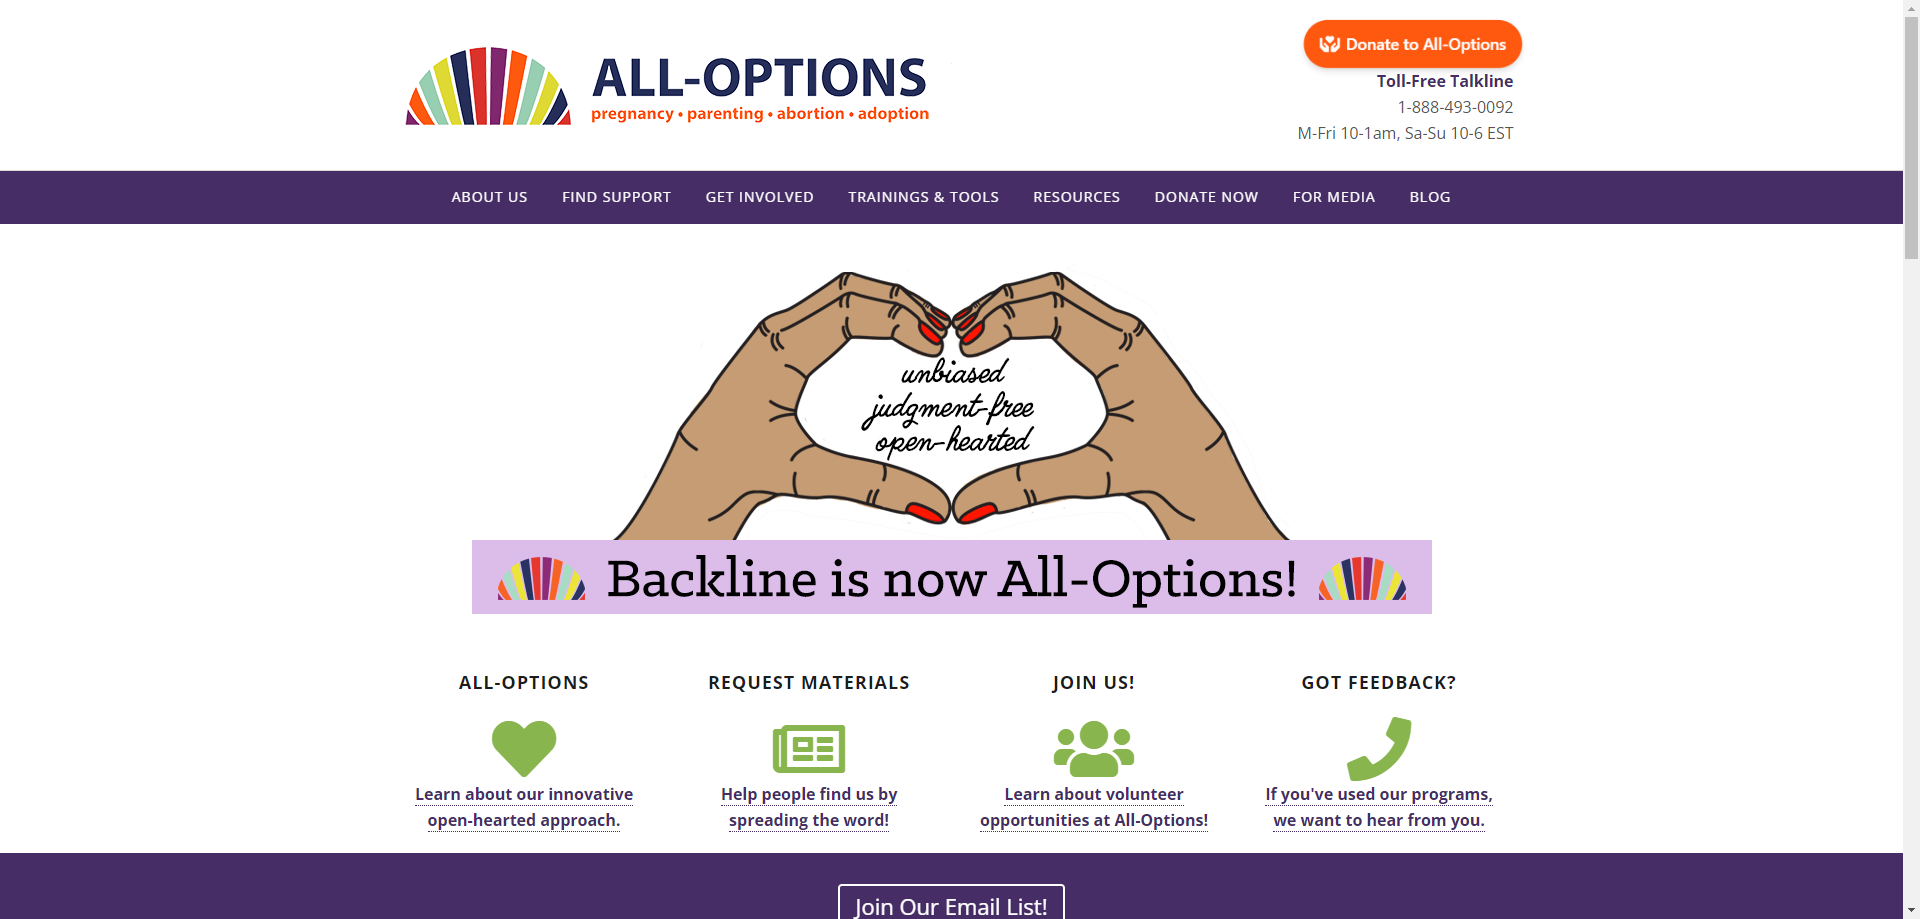 ALL-OPTIONS
pregnancy • parenting • abortion • adoption
Donate to All-Options
Toll-Free Talkline
1-888-493-0092
M-Fri 10-1am, Sa-Su 10-6 EST
ABOUT US FIND SUPPORT GET INVOLVED TRAININGS & TOOLS RESOURCES DONATE NOW FOR MEDIA BLOG
unbiased
judgment-free
open-hearted
Backline is now All-Options!
ALL-OPTIONS
Learn about our innovative
open-hearted approach.
REQUEST MATERIALS
Help people find us by
spreading the word!
JOIN US!
Learn about volunteer
opportunities at All-Options!
GOT FEEDBACK?
If you've used our programs,
we want to hear from you.
Join Our Email List!